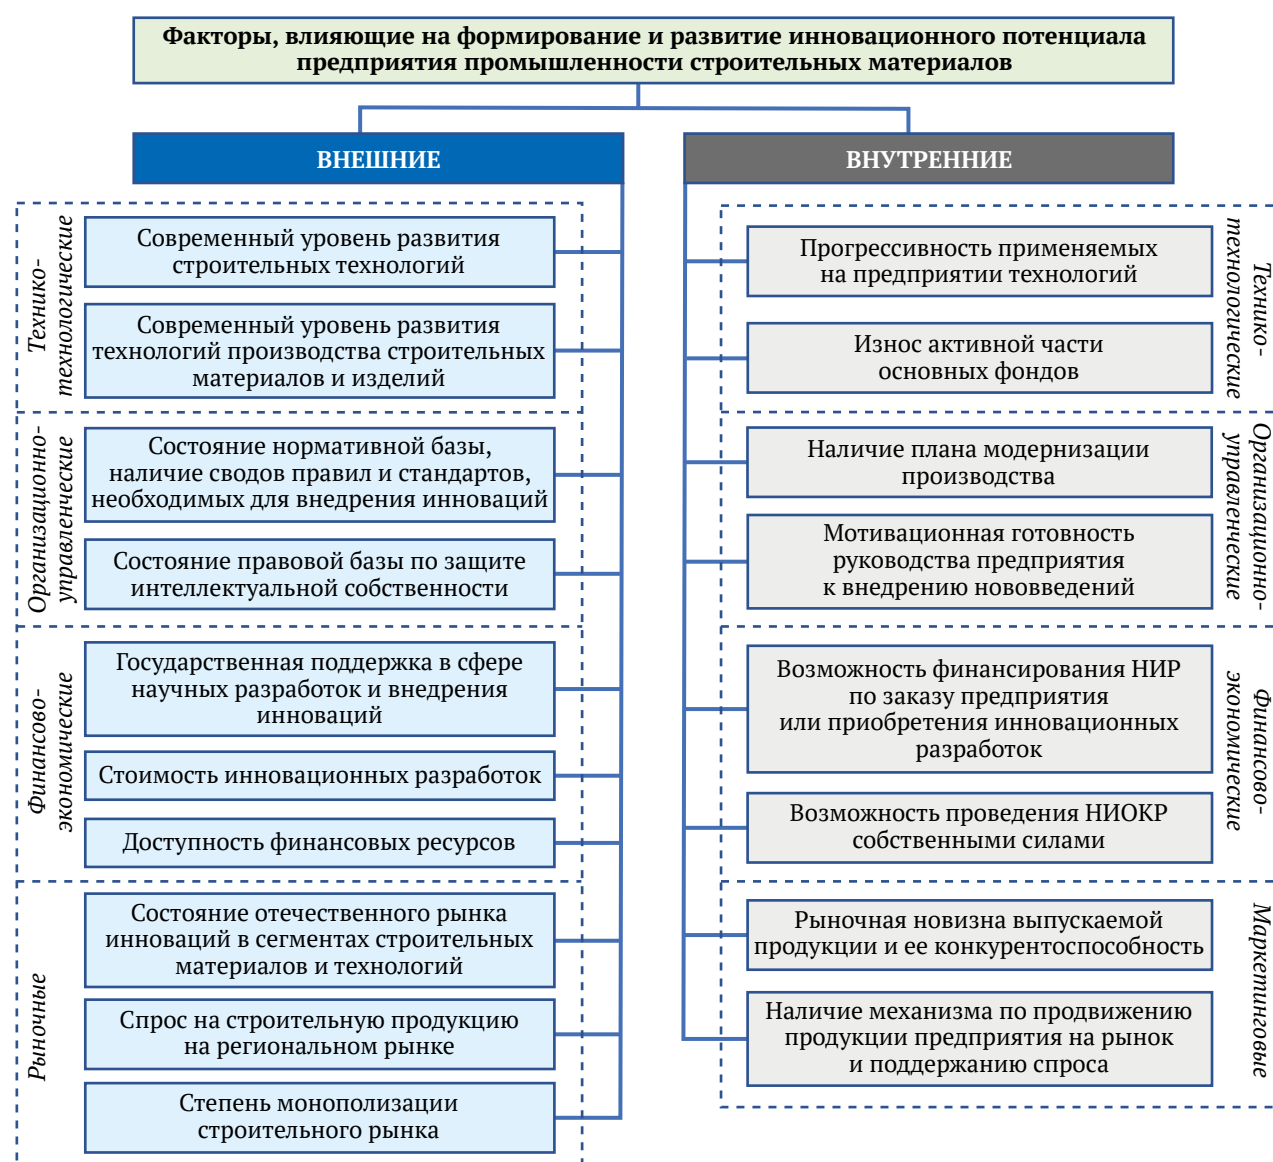 Факторы, влияющие на формирование и развитие инновационного потенциала
предприятия промышленности строительных материалов
ВНЕШНИЕ
Технико-
технологические
Современный уровень развития
строительных технологий
Современный уровень развития
технологий производства строительных
материалов и изделий
Организационно-
управленческие
Состояние нормативной базы,
наличие сводов правил и стандартов,
необходимых для внедрения инноваций
Состояние правовой базы по защите
интеллектуальной собственности
Финансово-
экономические
Государственная поддержка в сфере
научных разработок и внедрения
инноваций
Стоимость инновационных разработок
Доступность финансовых ресурсов
Рыночные
Состояние отечественного рынка
инноваций в сегментах строительных
материалов и технологий
Спрос на строительную продукцию
на региональном рынке
Степень монополизации
строительного рынка
ВНУТРЕННИЕ
Технико-
технологические
Прогрессивность применяемых
на предприятии технологий
Износ активной части
основных фондов
Организационно-
управленческие
Наличие плана модернизации
производства
Мотивационная готовность
руководства предприятия
к внедрению нововведений
Финансово-
экономические
Возможность финансирования НИР
по заказу предприятия
или приобретения инновационных
разработок
Возможность проведения НИОКР
собственными силами
Маркетинговые
Рыночная новизна выпускаемой
продукции и ее конкурентоспособность
Наличие механизма по продвижению
продукции предприятия на рынок
и поддержанию спроса